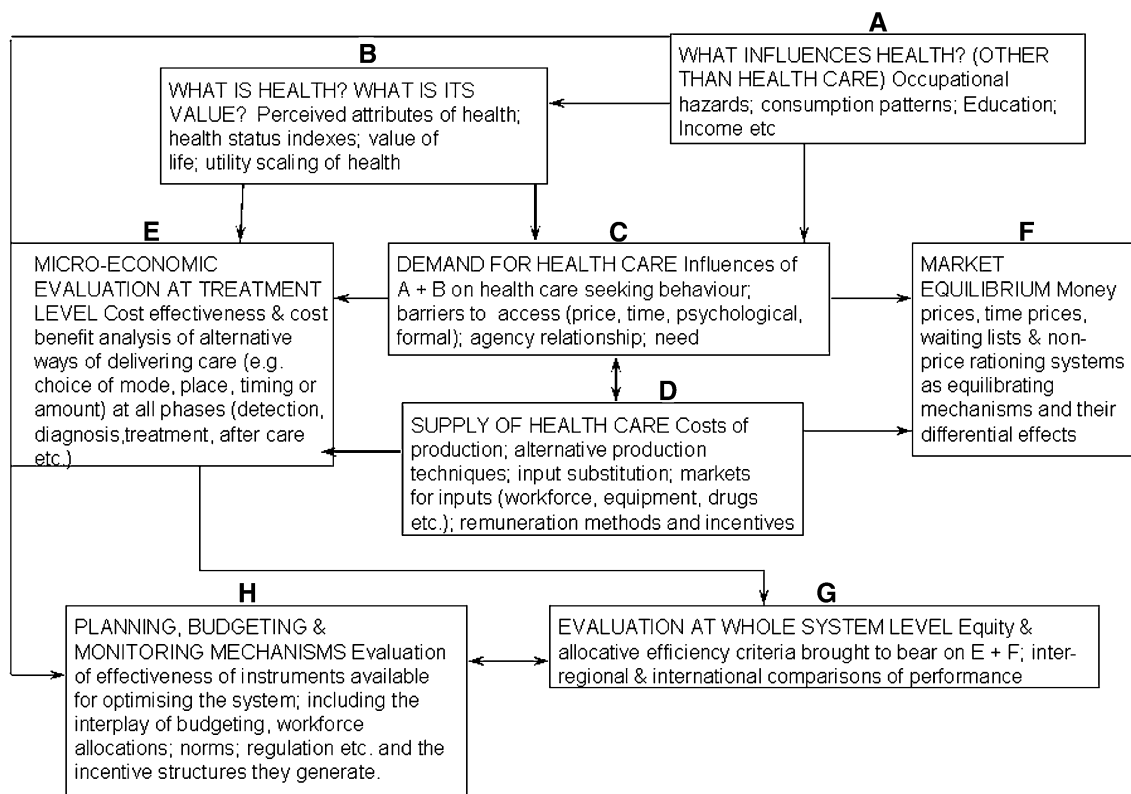 A
WHAT INFLUENCES HEALTH? (OTHER
THAN HEALTH CARE) Occupational
hazards; consumption patterns; Education;
Income etc
B
WHAT IS HEALTH? WHAT IS ITS
VALUE? Perceived attributes of health;
health status indexes; value of
life; utility scaling of health
E
MICRO-ECONOMIC
EVALUATION AT TREATMENT
LEVEL Cost effectiveness & cost
benefit analysis of alternative
ways of delivering care (e.g.
choice of mode, place, timing or
amount) at all phases (detection,
diagnosis,treatment, after care
etc.)
C
DEMAND FOR HEALTH CARE Influences of
A + B on health care seeking behaviour;
barriers to access (price, time, psychological,
formal); agency relationship; need
F
MARKET
EQUILIBRIUM Money
prices, time prices,
waiting lists & non-
price rationing systems
as equilibrating
mechanisms and their
differential effects
D
SUPPLY OF HEALTH CARE Costs of
production; alternative production
techniques; input substitution; markets
for inputs (workforce, equipment, drugs
etc.); remuneration methods and incentives
H
PLANNING, BUDGETING &
MONITORING MECHANISMS Evaluation
of effectiveness of instruments available
for optimising the system; including the
interplay of budgeting, workforce
allocations; norms; regulation etc. and the
incentive structures they generate.
G
EVALUATION AT WHOLE SYSTEM LEVEL Equity &
allocative efficiency criteria brought to bear on E + F; inter-
regional & international comparisons of performance